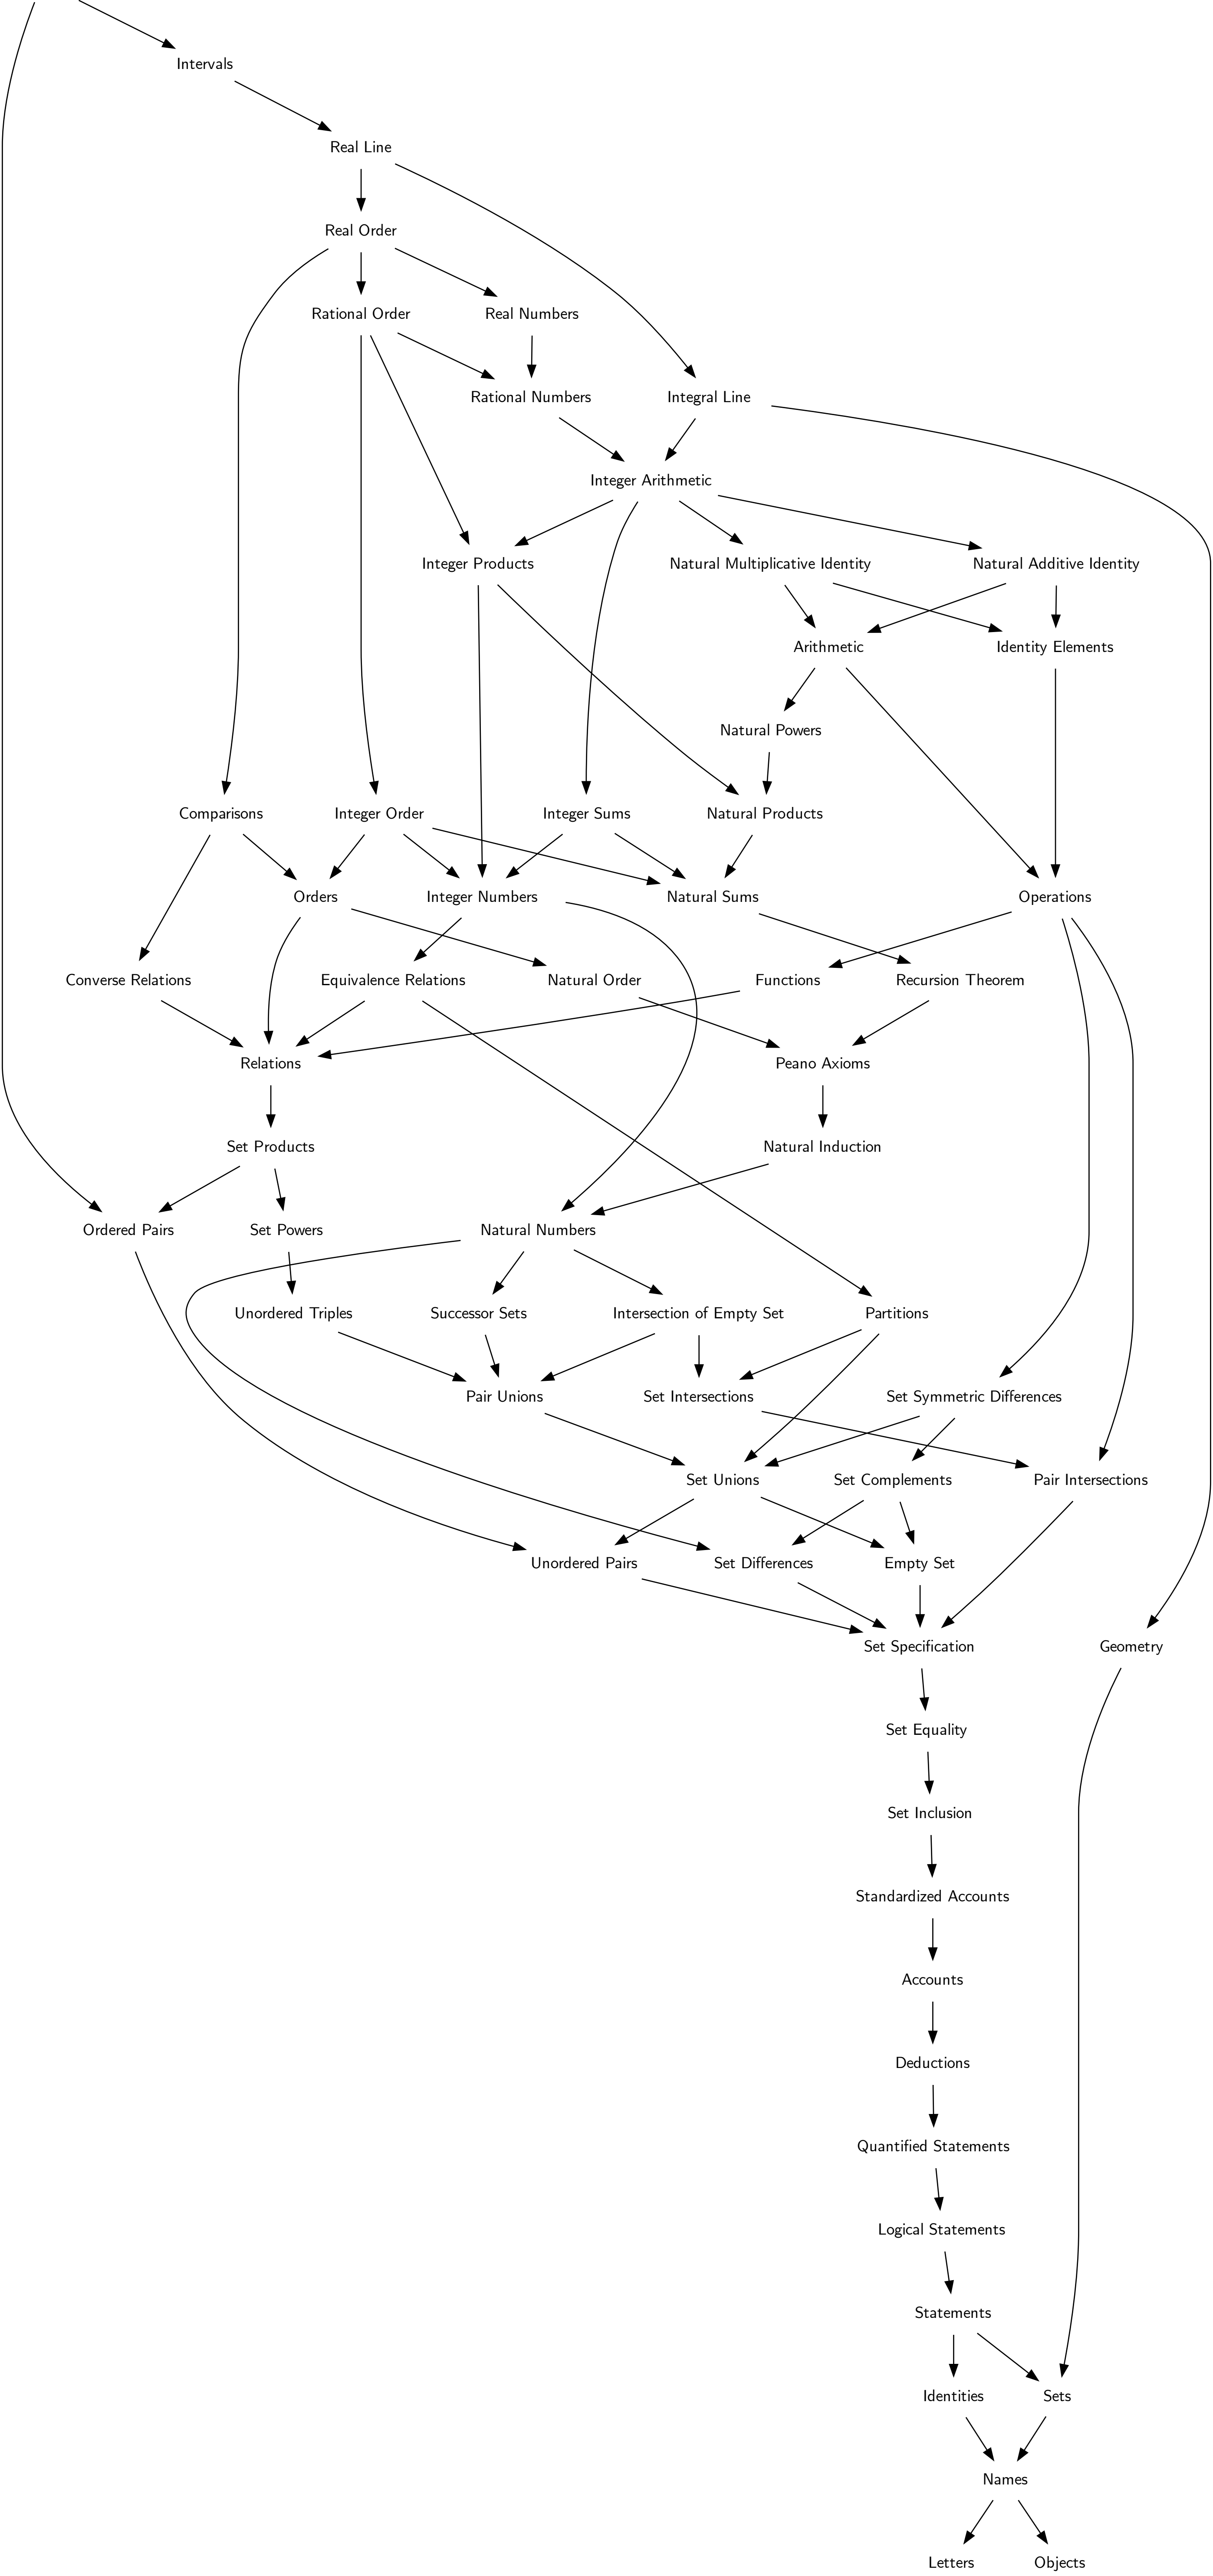 Intervals
Real Line
Real Order
Rational Order
Real Numbers
Rational Numbers
Integral Line
Integer Arithmetic
Integer Products
Natural Multiplicative Identity
Natural Additive Identity
Arithmetic
Identity Elements
Natural Powers
Comparisons
Integer Order
Integer Sums
Natural Products
Orders
Integer Numbers
Natural Sums
Operations
Converse Relations
Equivalence Relations
Natural Order
Functions
Recursion Theorem
Relations
Peano Axioms
Set Products
Natural Induction
Ordered Pairs
Set Powers
Natural Numbers
Unordered Triples
Successor Sets
Intersection of Empty Set
Partitions
Pair Unions
Set Intersections
Set Symmetric Differences
Set Unions
Set Complements
Pair Intersections
Unordered Pairs
Set Differences
Empty Set
Set Specification
Geometry
Set Equality
Set Inclusion
Standardized Accounts
Accounts
Deductions
Quantified Statements
Logical Statements
Statements
Identities
Sets
Names
Letters
Objects